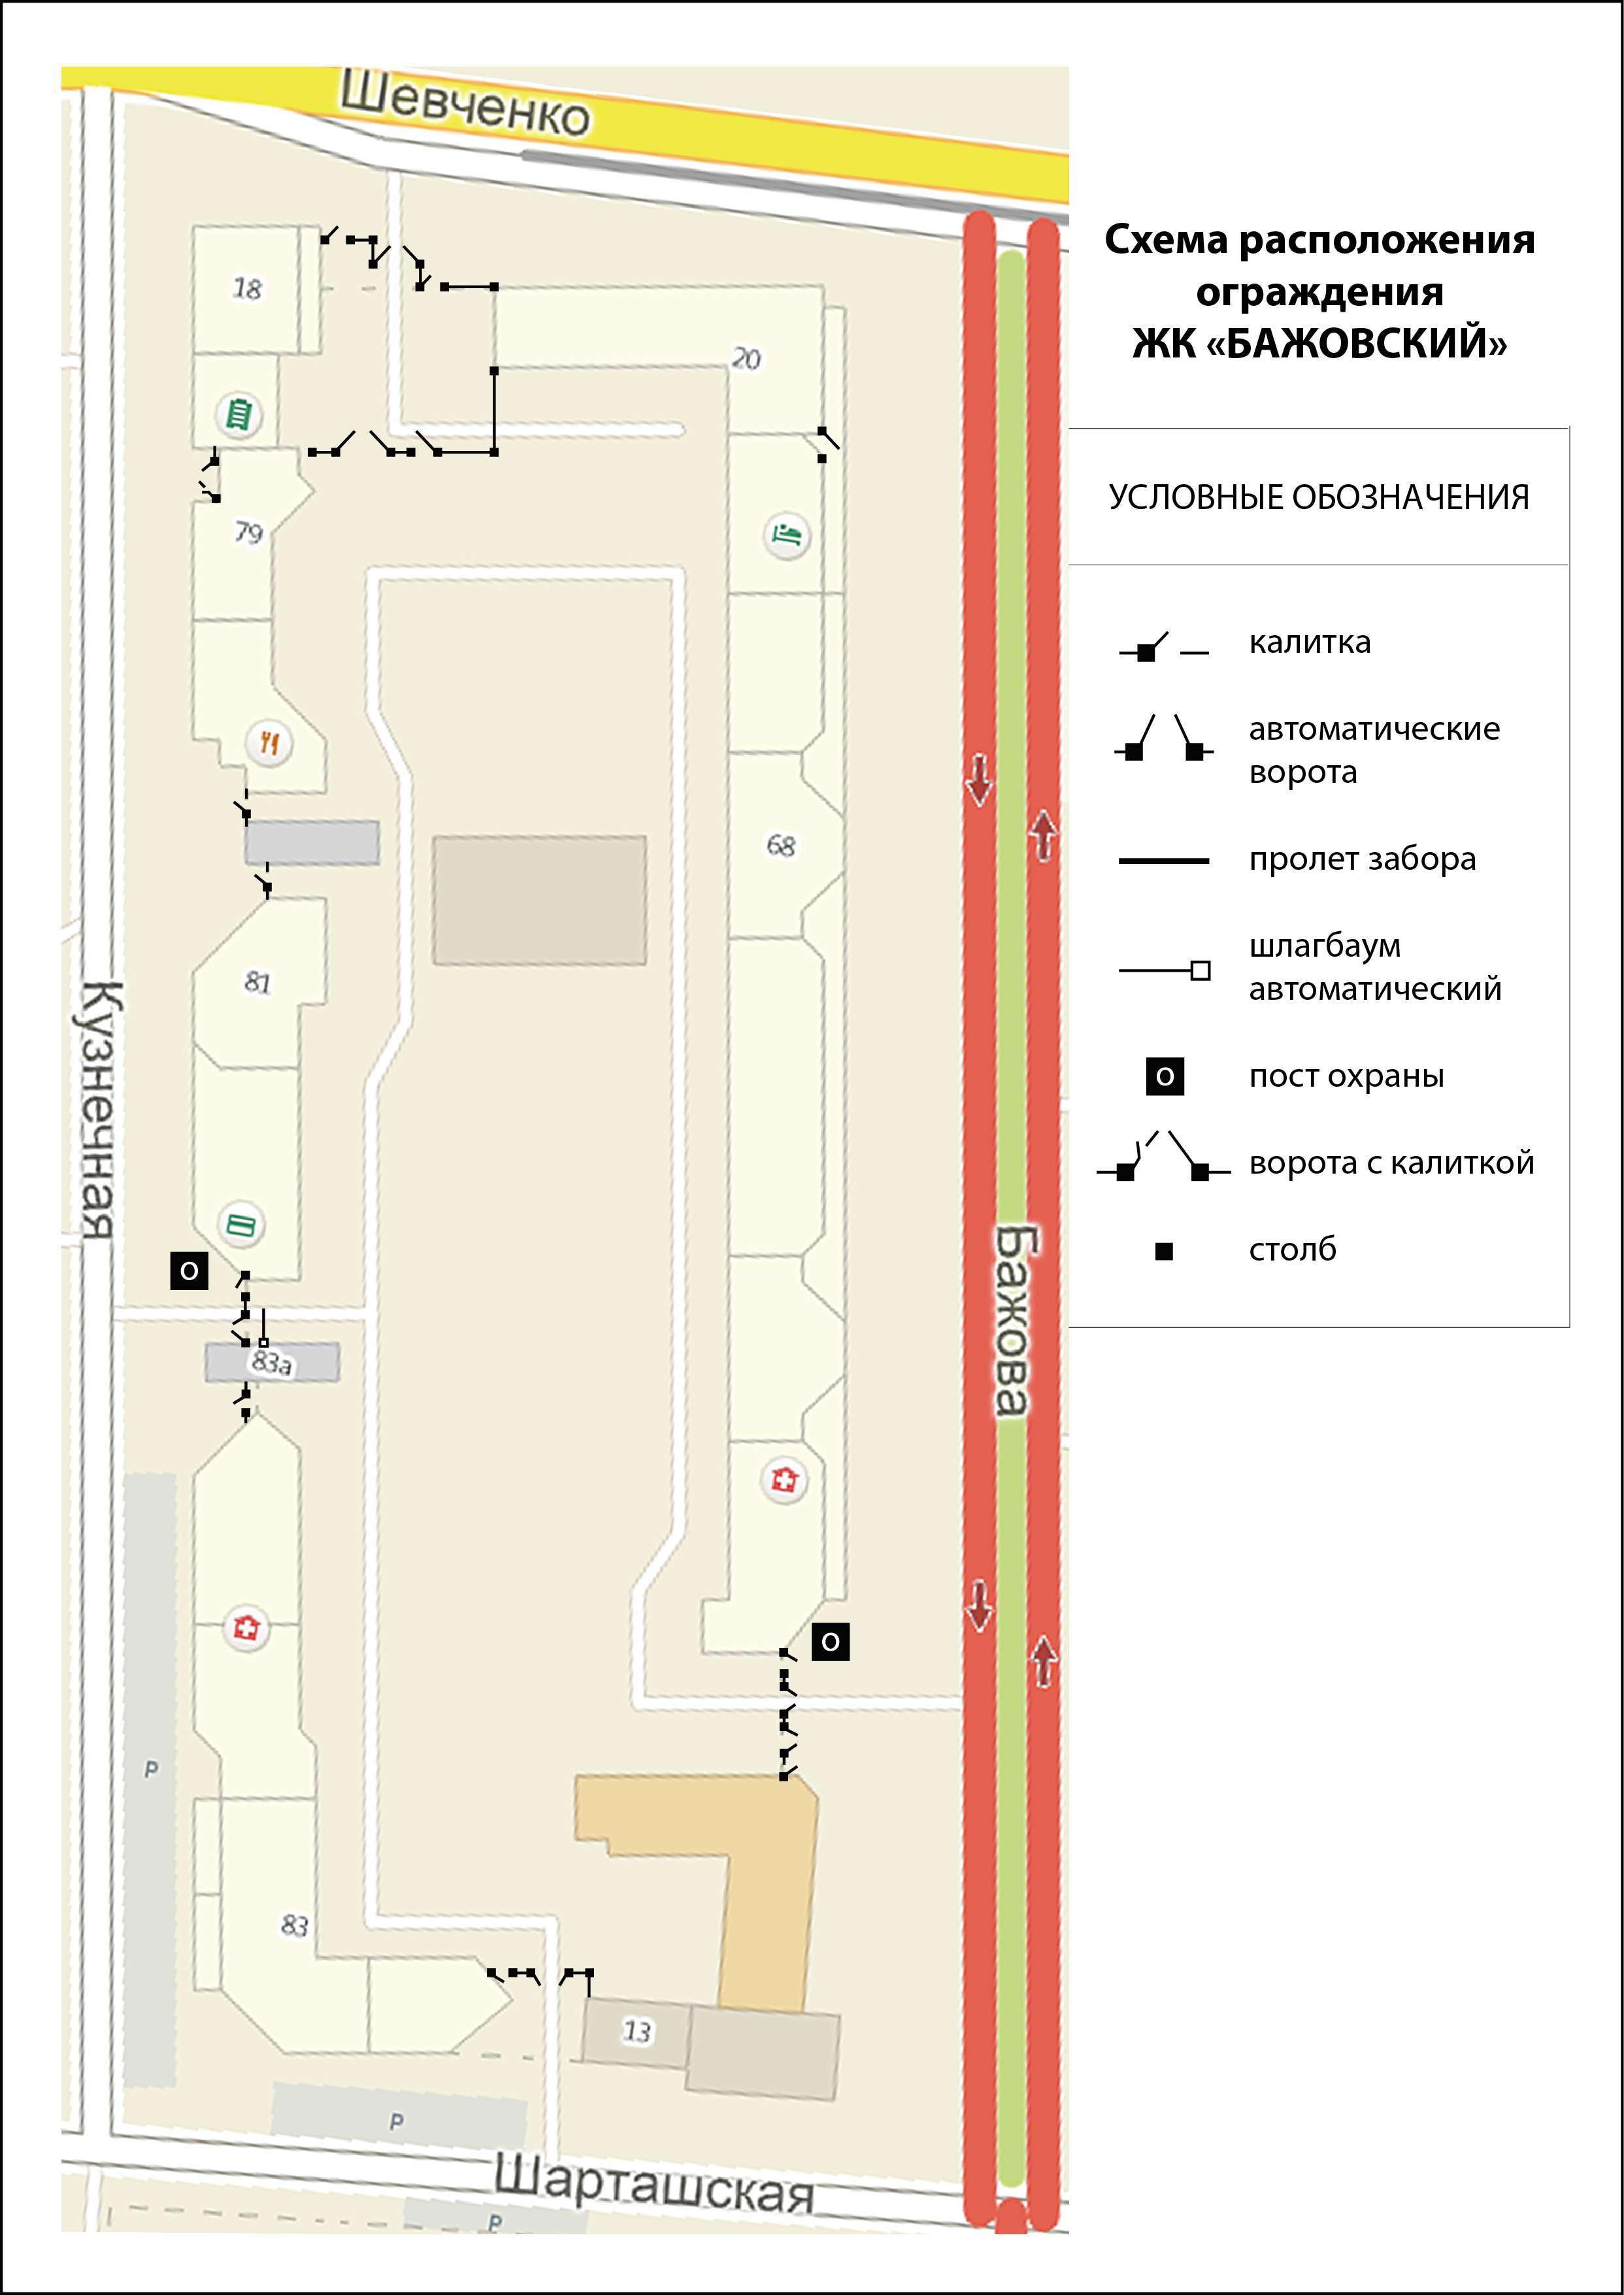 Шевченко
Схема расположения
ограждения
ЖК «БАЖОВСКИЙ»
УСЛОВНЫЕ ОБОЗНАЧЕНИЯ
калитка
автоматические
ворота
пролет забора
шлагбаум
автоматический
О
пост охраны
ворота с калиткой
столб
18
20
79
68
81
Кузнечная
О
83а
Бажова
О
P
83
13
P
Шарташская
P